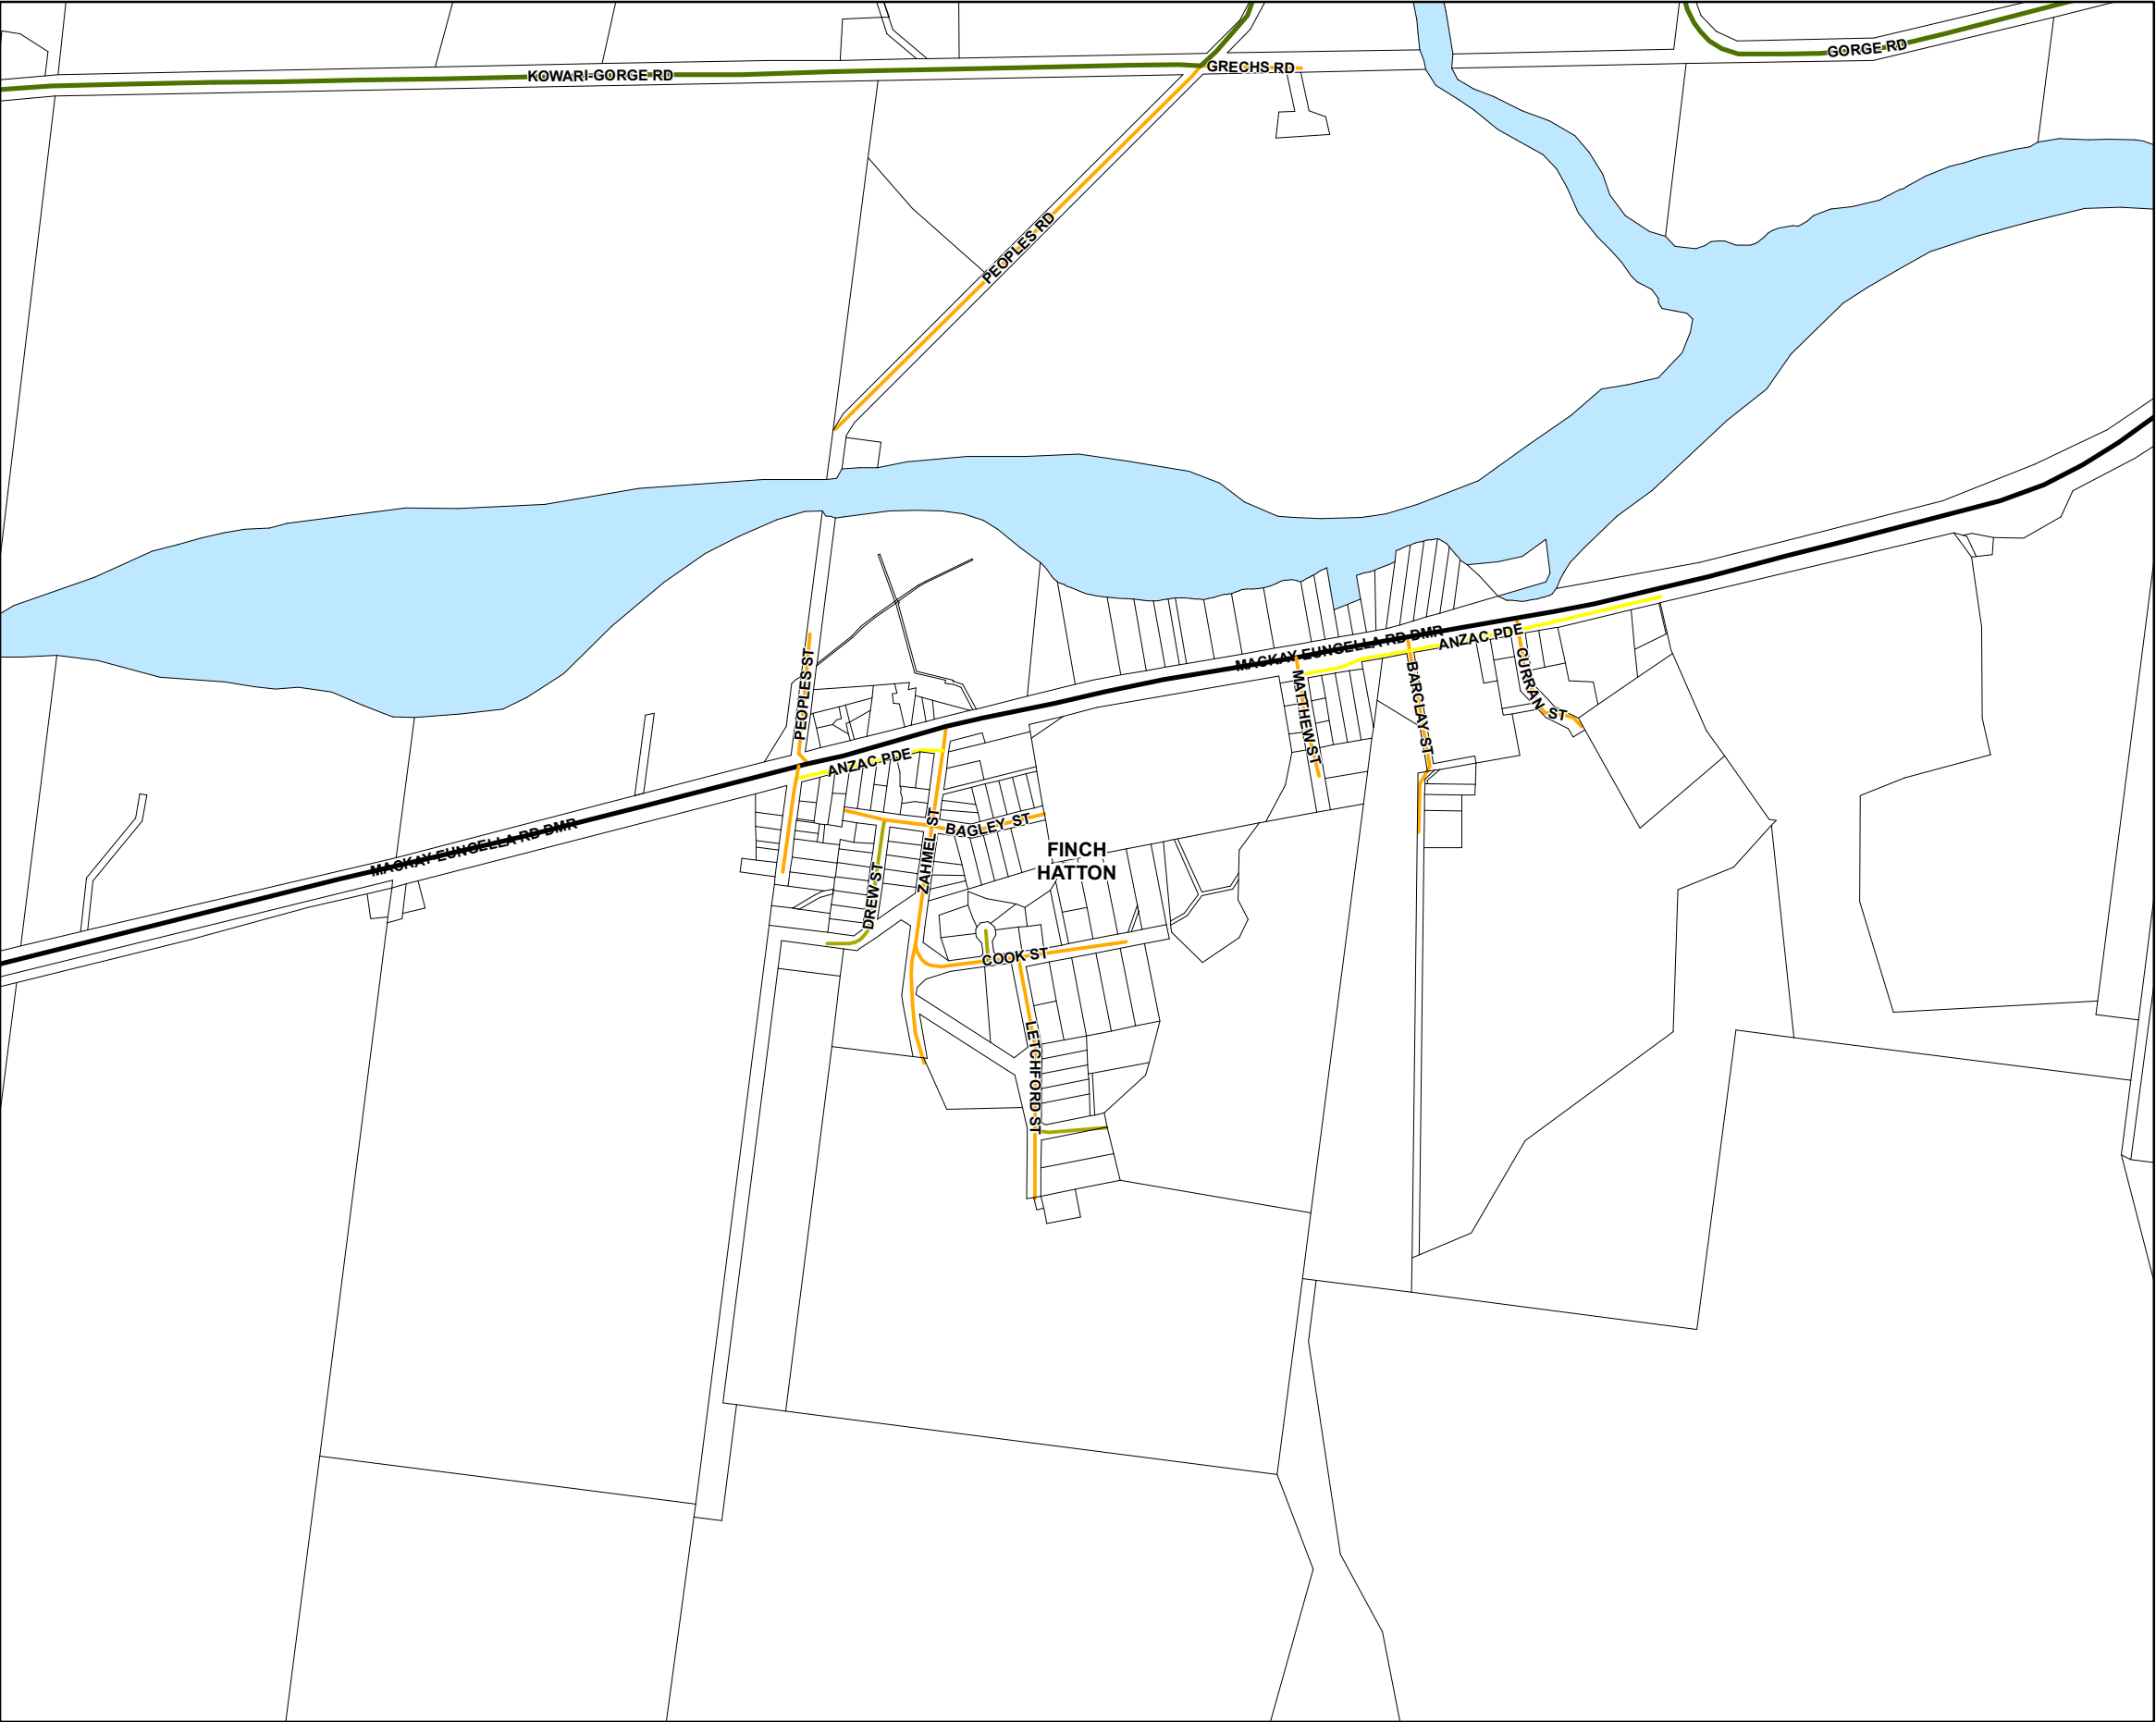 GORGE RD
KOWARI-GORGE RD
GRECHS RD
PEOPLES RD
MACKAY-EUNGELLA RD DMR
ANZAC PDE
CURRAN ST
BARCLAY ST
MATTHEW ST
PEOPLES ST
ANZAC PDE
MACKAY-EUNGELLA RD DMR
BAGLEY ST
ZAHMEL ST
DREW ST
FINCH
HATTON
COOK ST
LETCHFORD ST